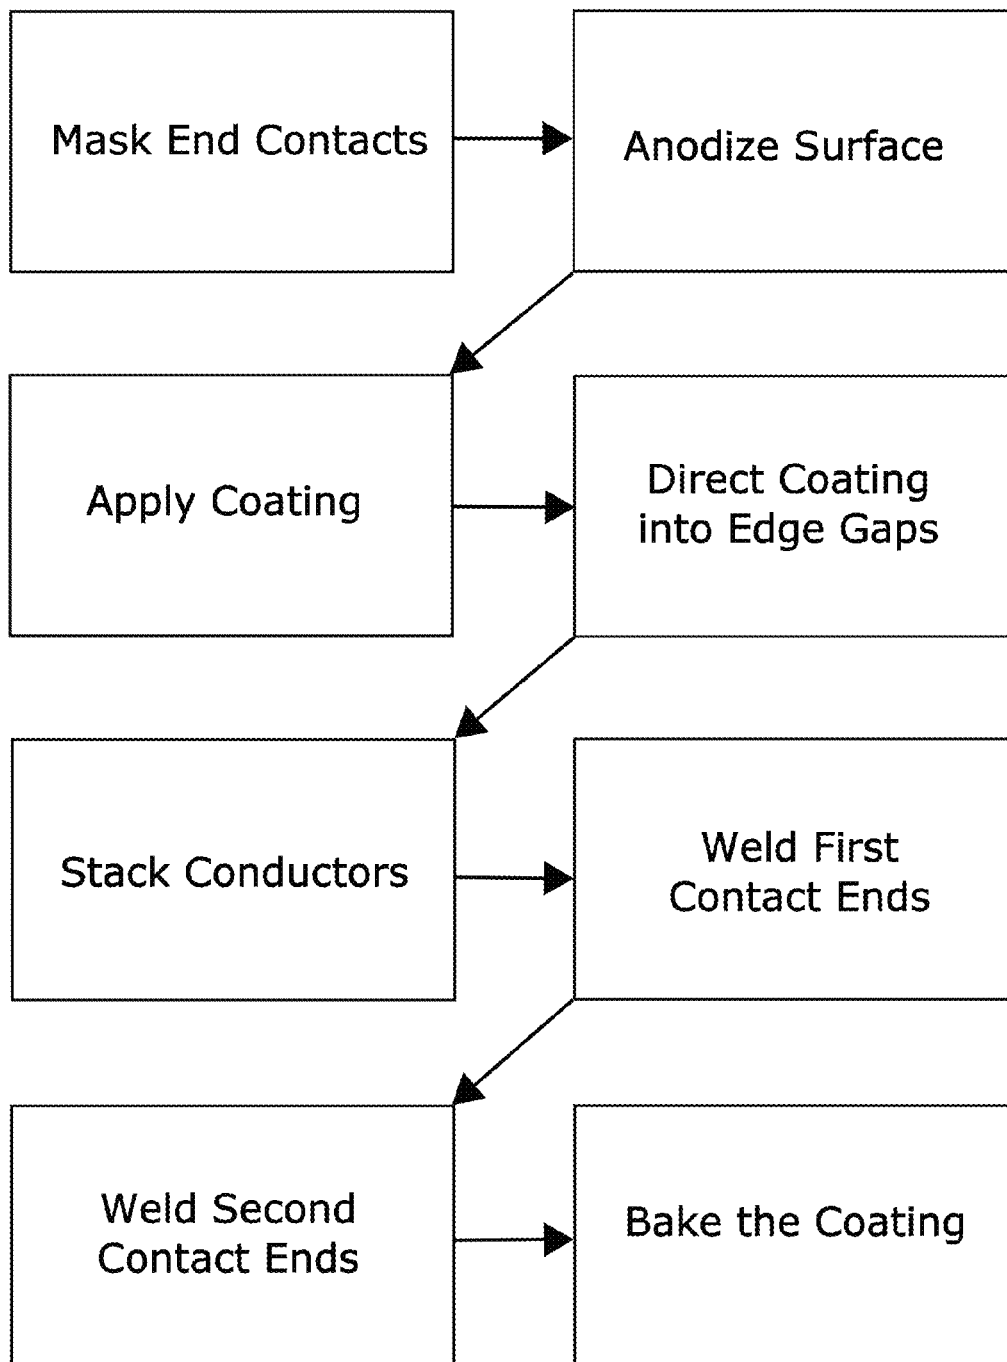 Mask End Contacts
Anodize Surface
Apply Coating
Direct Coating
into Edge Gaps
Stack Conductors
Weld First
Contact Ends
Weld Second
Contact Ends
Bake the Coating